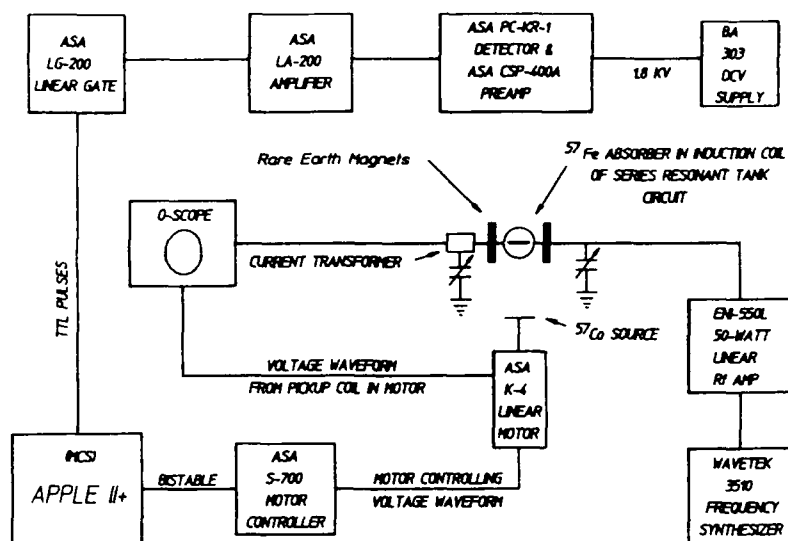 ASA
LG-200
LINEAR GATE
ASA
LA-200
AMPLIFIER
ASA PC-KR-1
DETECTOR &
ASA CSP-400A
PREAMP
1.8 KV
BA
303
DCV
SUPPLY
Rare Earth Magnets
57Fe ABSORBER IN INDUCTION COIL
OF SERIES RESONANT TANK
CIRCUIT
O-SCOPE
CURRENT TRANSFORMER
TTL PULSES
57Co SOURCE
ENI-550L
50-WATT
LINEAR
Rf AMP
VOLTAGE WAVEFORM
FROM PICKUP COIL IN MOTOR
ASA
K-4
LINEAR
MOTOR
(MCS)
APPLE II+
BISTABLE
ASA
S-700
MOTOR
CONTROLLER
MOTOR CONTROLLING
VOLTAGE WAVEFORM
WAVETEK
3510
FREQUENCY
SYNTHESIZER